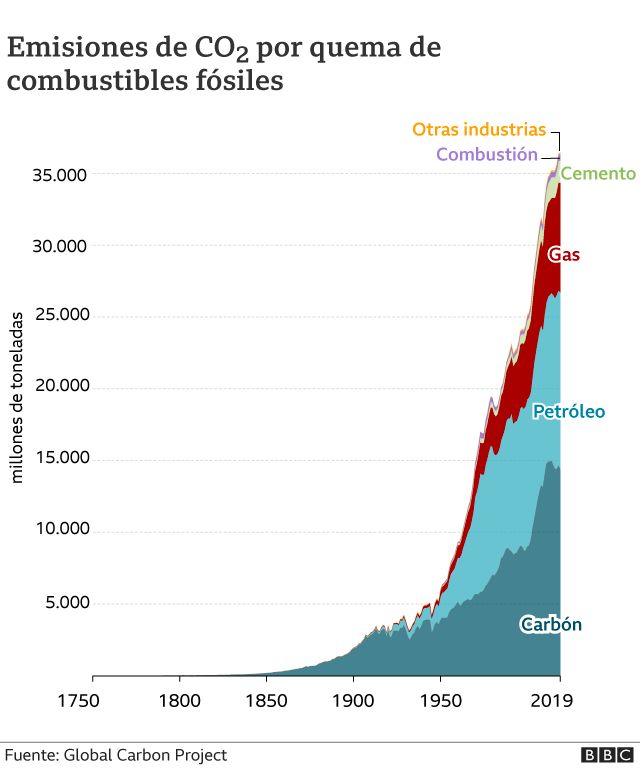 Emisiones de CO2 por quema de
combustibles fósiles
Otras industrias
Combustión
Cemento
35.000
30.000
Gas
25.000
20.000
Petróleo
15.000
10.000
5.000
Carbón
millones de toneladas
1750 1800 1850 1900 1950 2019
Fuente: Global Carbon Project
BBC